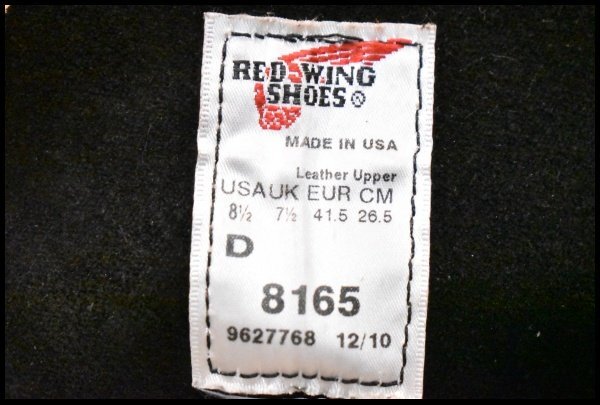 RED WING
SHOES®
MADE IN USA
Leather Upper
USA UK EUR CM
8½ 7½ 41.5 26.5
D
8165
9627768 12/10